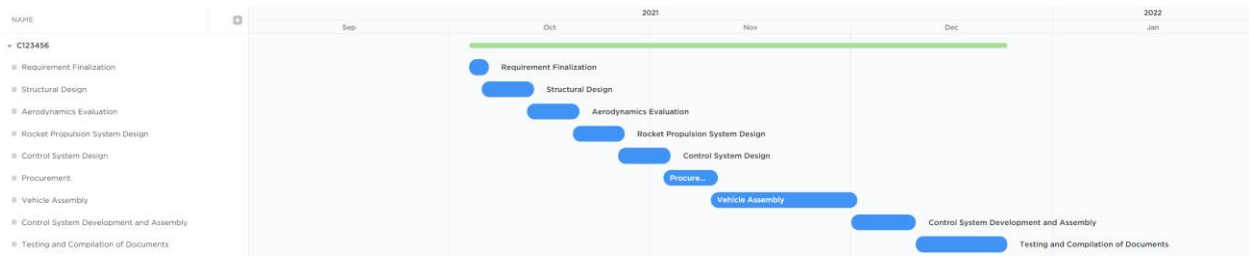 NAME
2021
2022
Sep
Oct
Nov
Dec
Jan
C123456
Requirement Finalization
Requirement Finalization
Structural Design
Structural Design
Aerodynamics Evaluation
Aerodynamics Evaluation
Rocket Propulsion System Design
Rocket Propulsion System Design
Control System Design
Control System Design
Procurement
Procure...
Vehicle Assembly
Vehicle Assembly
Control System Development and Assembly
Control System Development and Assembly
Testing and Compilation of Documents
Testing and Compilation of Documents